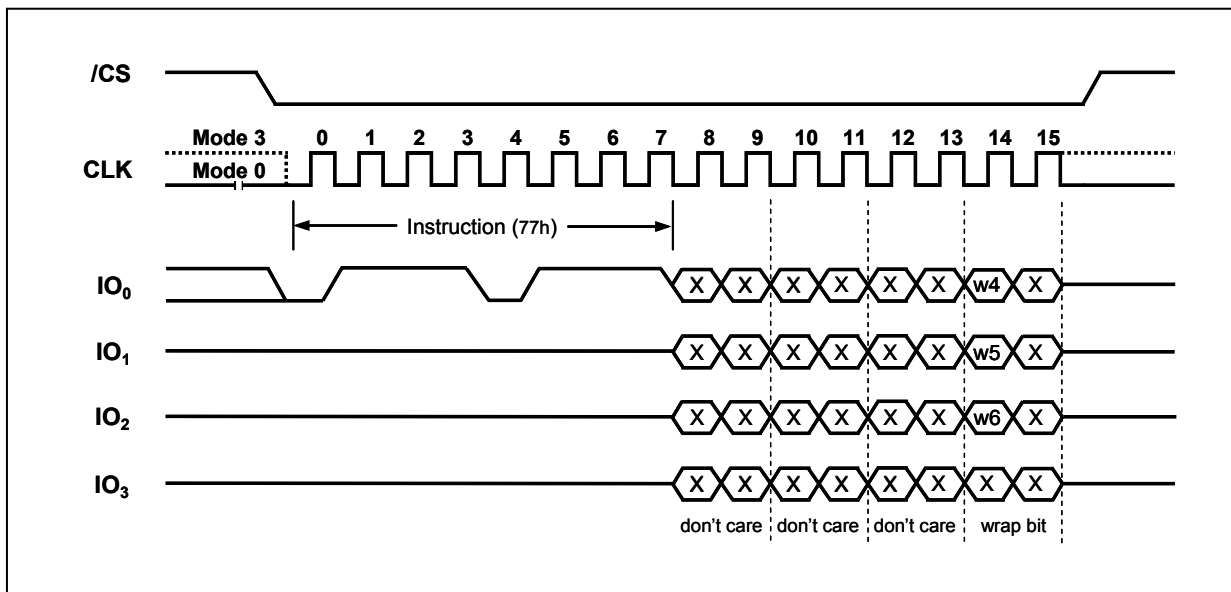 /CS
Mode 3 0 1 2 3 4 5 6 7 8 9 10 11 12 13 14 15
CLK Mode 0
Instruction (77h)
IO0 X X X X X X w4 X
IO1 X X X X X X w5 X
IO2 X X X X X X w6 X
IO3 X X X X X X X X
don't care don't care don't care wrap bit